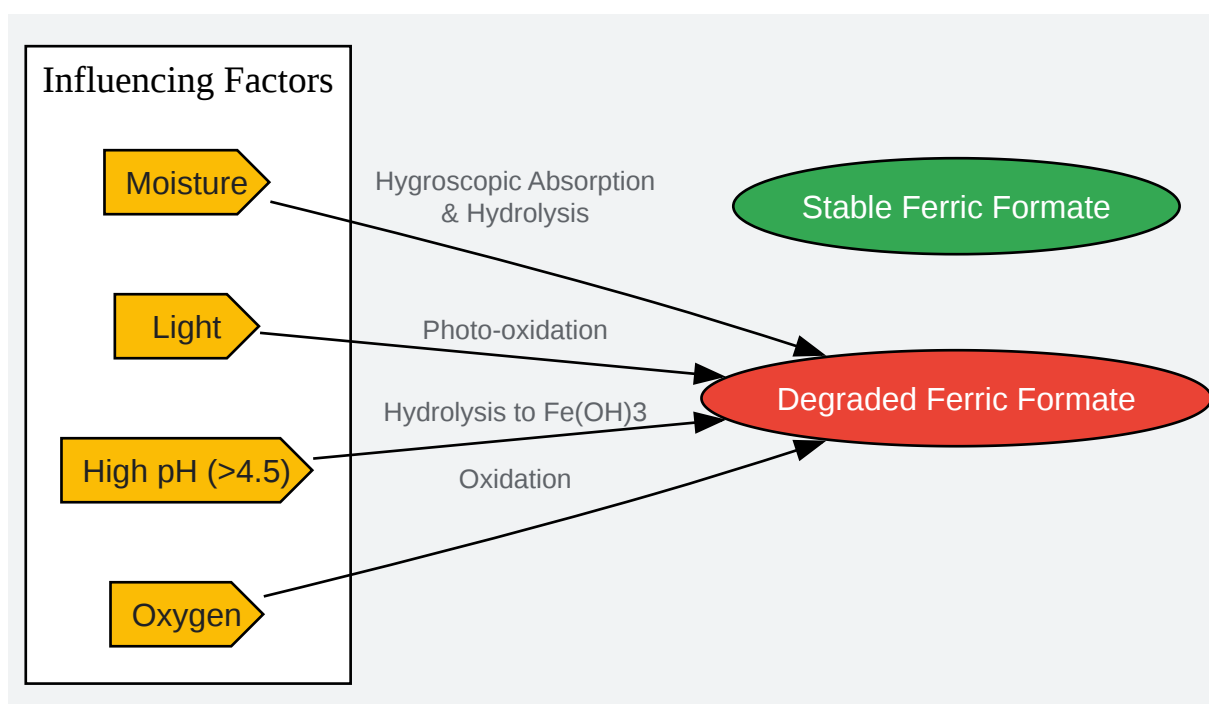 Influencing Factors
Moisture
Hygroscopic Absorption
& Hydrolysis
Stable Ferric Formate
Light
Photo-oxidation
Degraded Ferric Formate
Hydrolysis to Fe(OH)3
High pH (>4.5)
Oxidation
Oxygen